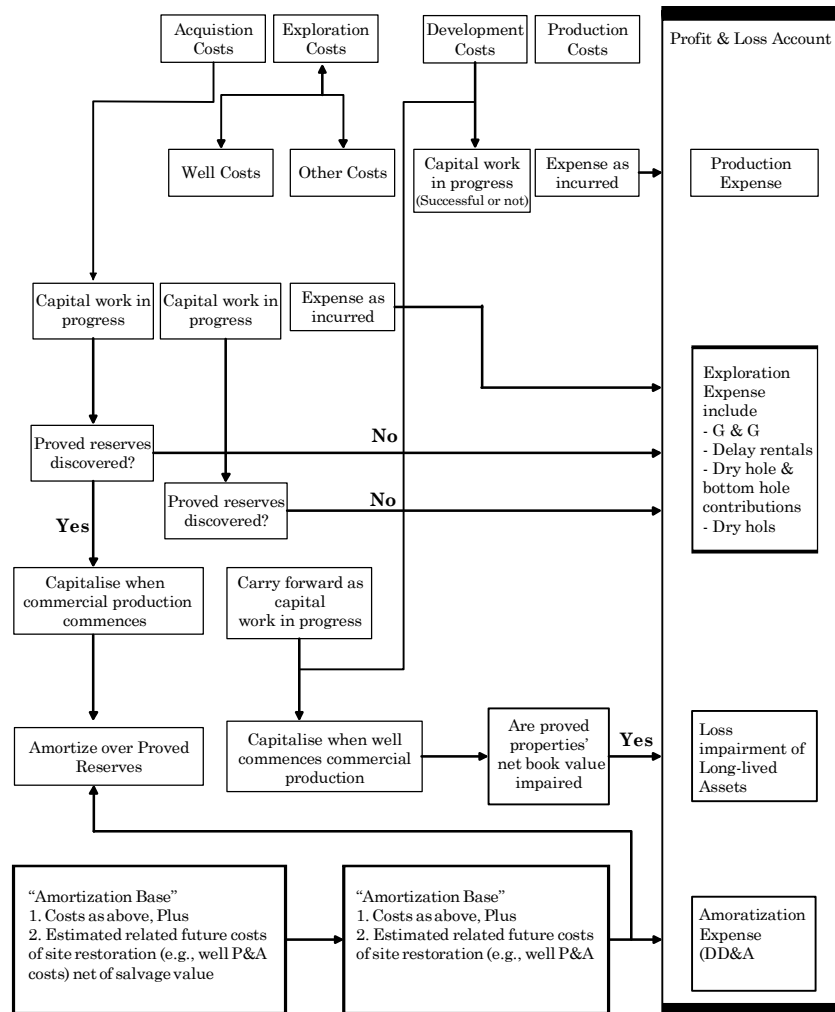 Acquistion
Costs
Exploration
Costs
Development
Costs
Production
Costs
Profit & Loss Account
Well Costs
Other Costs
Capital work
in progress
(Successful or not)
Expense as
incurred
Production
Expense
Capital work in
progress
Capital work in
progress
Expense as
incurred
Exploration
Expense
include
- G & G
- Delay rentals
- Dry hole &
bottom hole
contributions
- Dry hols
Proved reserves
discovered?
No
Proved reserves
discovered?
No
Yes
Capitalise when
commercial production
commences
Carry forward as
capital
work in progress
Amortize over Proved
Reserves
Capitalise when well
commences commercial
production
Are proved
properties'
net book value
impaired
Yes
Loss
impairment of
Long-lived
Assets
“Amortization Base”
1. Costs as above, Plus
2. Estimated related future costs
of site restoration (e.g., well P&A
costs) net of salvage value
“Amortization Base”
1. Costs as above, Plus
2. Estimated related future costs
of site restoration (e.g., well P&A
Amoratization
Expense
(DD&A